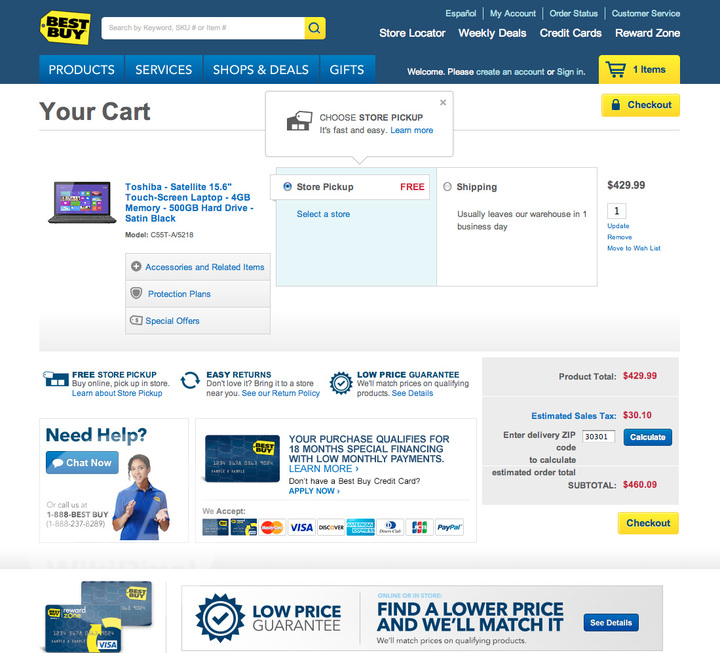 BEST BUY
Search by Keyword, SKU # or Item #
Español
My Account
Order Status
Customer Service
Store Locator
Weekly Deals
Credit Cards
Reward Zone
PRODUCTS
SERVICES
SHOPS & DEALS
GIFTS
Welcome. Please create an account or Sign in.
1 Items
Your Cart
CHOOSE STORE PICKUP
It's fast and easy. Learn more
Checkout
Toshiba - Satellite 15.6"
Touch-Screen Laptop - 4GB
Memory - 500GB Hard Drive -
Satin Black
Model: C55T-A/5218
Store Pickup
FREE
Select a store
Shipping
Usually leaves our warehouse in 1
business day
$429.99
1
Update
Remove
Move to Wish List
Accessories and Related Items
Protection Plans
Special Offers
FREE STORE PICKUP
Buy online, pick up in store.
Learn about Store Pickup
EASY RETURNS
Don't love it? Bring it to a store
near you. See our Return Policy
LOW PRICE GUARANTEE
We'll match prices on qualifying
products. See Details
Product Total: $429.99
Estimated Sales Tax: $30.10
Enter delivery ZIP
code
to calculate
estimated order total
30301
Calculate
SUBTOTAL: $460.09
Checkout
Need Help?
Chat Now
Or call us at
1-888-BEST BUY
(1-888-237-8289)
BEST BUY
YOUR PURCHASE QUALIFIES FOR
18 MONTHS SPECIAL FINANCING
WITH LOW MONTHLY PAYMENTS.
LEARN MORE ›
Don't have a Best Buy Credit Card?
APPLY NOW ›
We Accept:
MasterCard
VISA
DISCOVER
AMERICAN EXPRESS
Diners Club
JCB
PayPal
BEST BUY
reward zone
VISA
LOW PRICE
GUARANTEE
ONLINE OR IN STORE:
FIND A LOWER PRICE
AND WE'LL MATCH IT
We'll match prices on qualifying products.
See Details